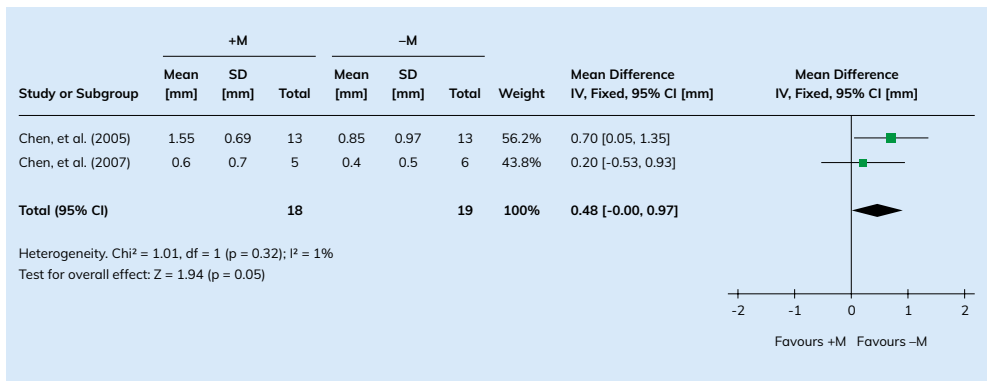 +M –M
Mean SD Mean SD Mean Difference Mean Difference
Study or Subgroup [mm] [mm] Total [mm] [mm] Total Weight IV, Fixed, 95% CI [mm] IV, Fixed, 95% CI [mm]
Chen, et al. (2005) 1.55 0.69 13 0.85 0.97 13 56.2% 0.70 [0.05, 1.35]
Chen, et al. (2007) 0.6 0.7 5 0.4 0.5 6 43.8% 0.20 [-0.53, 0.93]
Total (95% CI) 18 19 100% 0.48 [-0.00, 0.97]
Heterogeneity. Chi² = 1.01, df = 1 (p = 0.32); I² = 1%
Test for overall effect: Z = 1.94 (p = 0.05)
-2 -1 0 1 2
Favours +M Favours –M